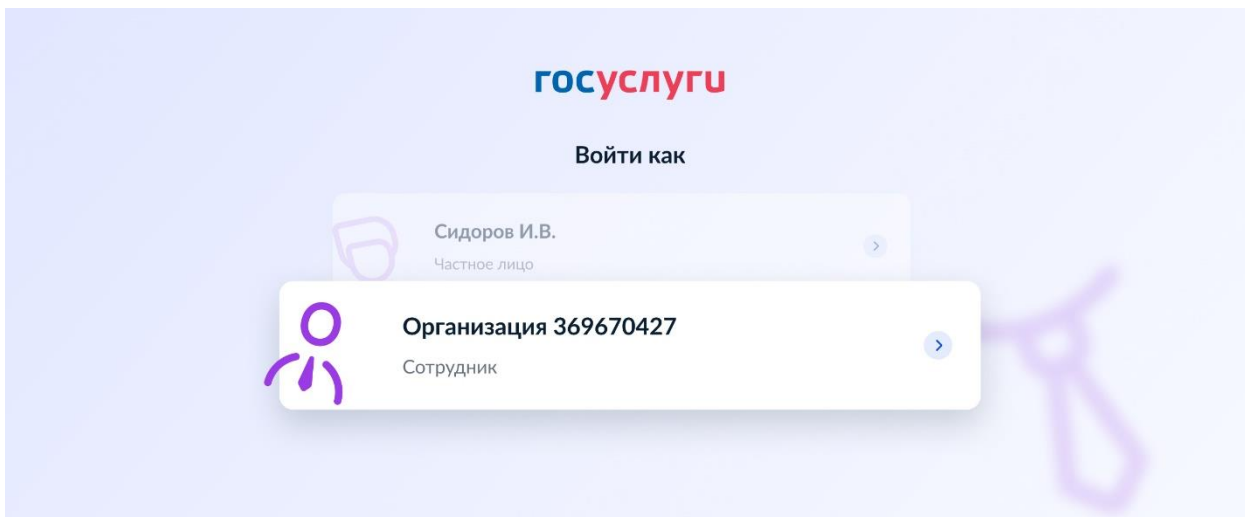 госуслуги
Войти как
Сидоров И.В.
Частное лицо
Организация 369670427
Сотрудник